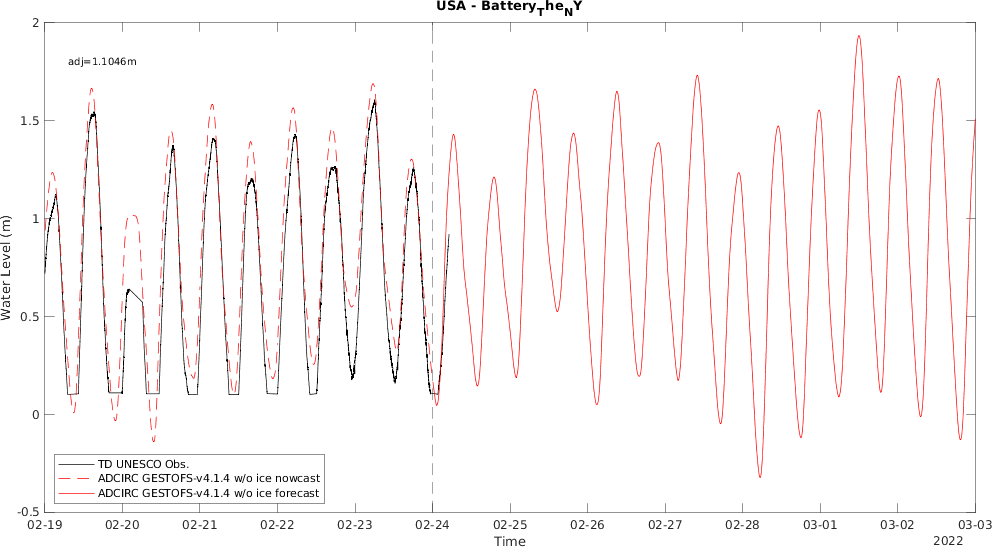 USA - Battery_The_NY
2
adj=1.1046m
1.5
1
Water Level (m)
0.5
0
TD UNESCO Obs.
ADCIRC GESTOFS-v4.1.4 w/o ice nowcast
ADCIRC GESTOFS-v4.1.4 w/o ice forecast
-0.5
02-19 02-20 02-21 02-22 02-23 02-24 02-25 02-26 02-27 02-28 03-01 03-02 03-03
Time
2022